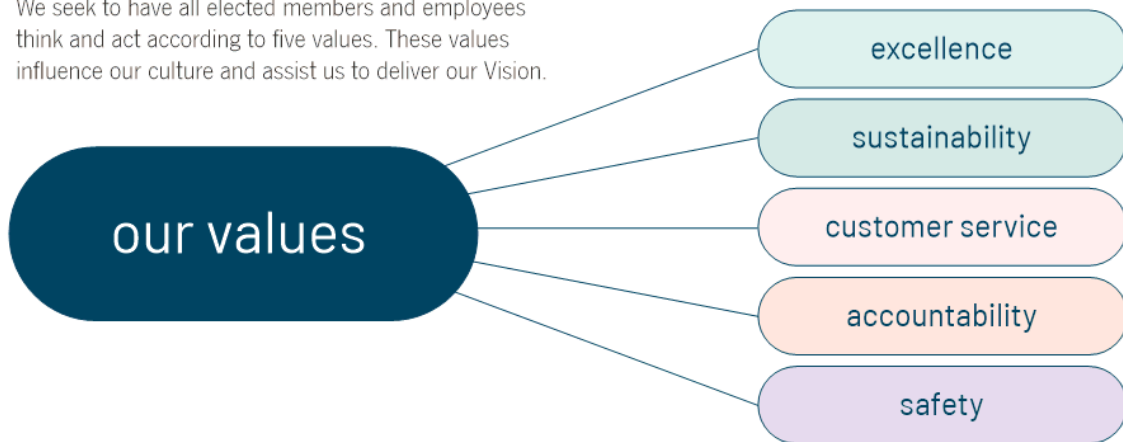 We seek to have all elected members and employees
think and act according to five values. These values
influence our culture and assist us to deliver our Vision.
our values
excellence
sustainability
customer service
accountability
safety